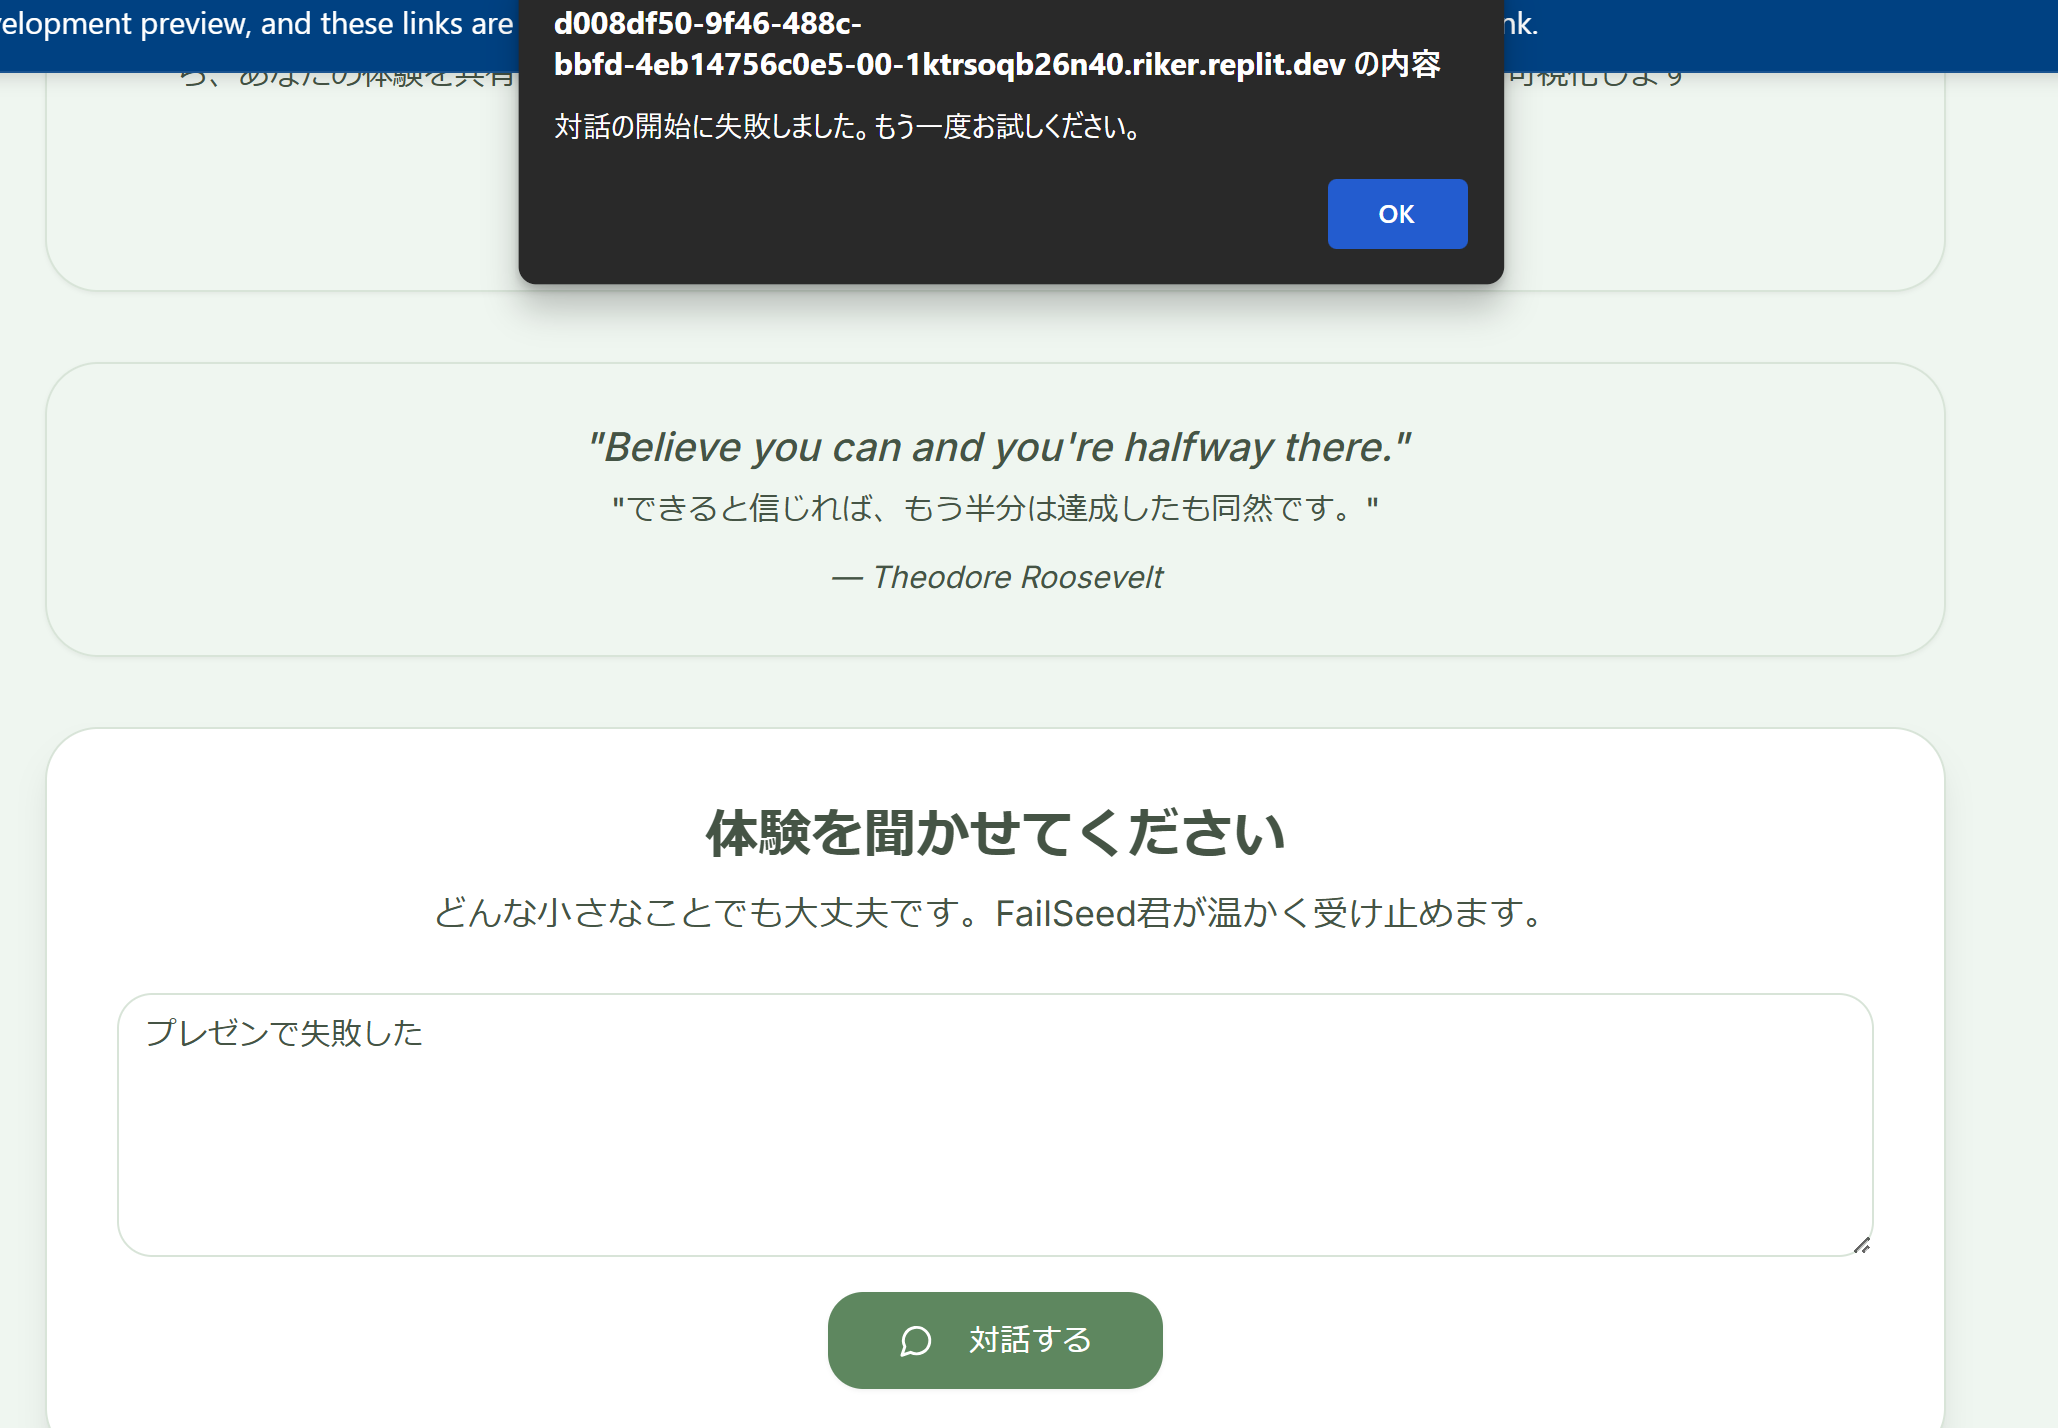 elopment preview, and these links are
nk.
d008df50-9f46-488c-
bbfd-4eb14756c0e5-00-1ktrsoqb26n40.riker.replit.dev の内容
対話の開始に失敗しました。もう一度お試しください。
OK
ら、あなたの体験を共有
可視化します
"Believe you can and you're halfway there."
"できると信じれば、もう半分は達成したも同然です。"
— Theodore Roosevelt
体験を聞かせてください
どんな小さなことでも大丈夫です。FailSeed君が温かく受け止めます。
プレゼンで失敗した
対話する